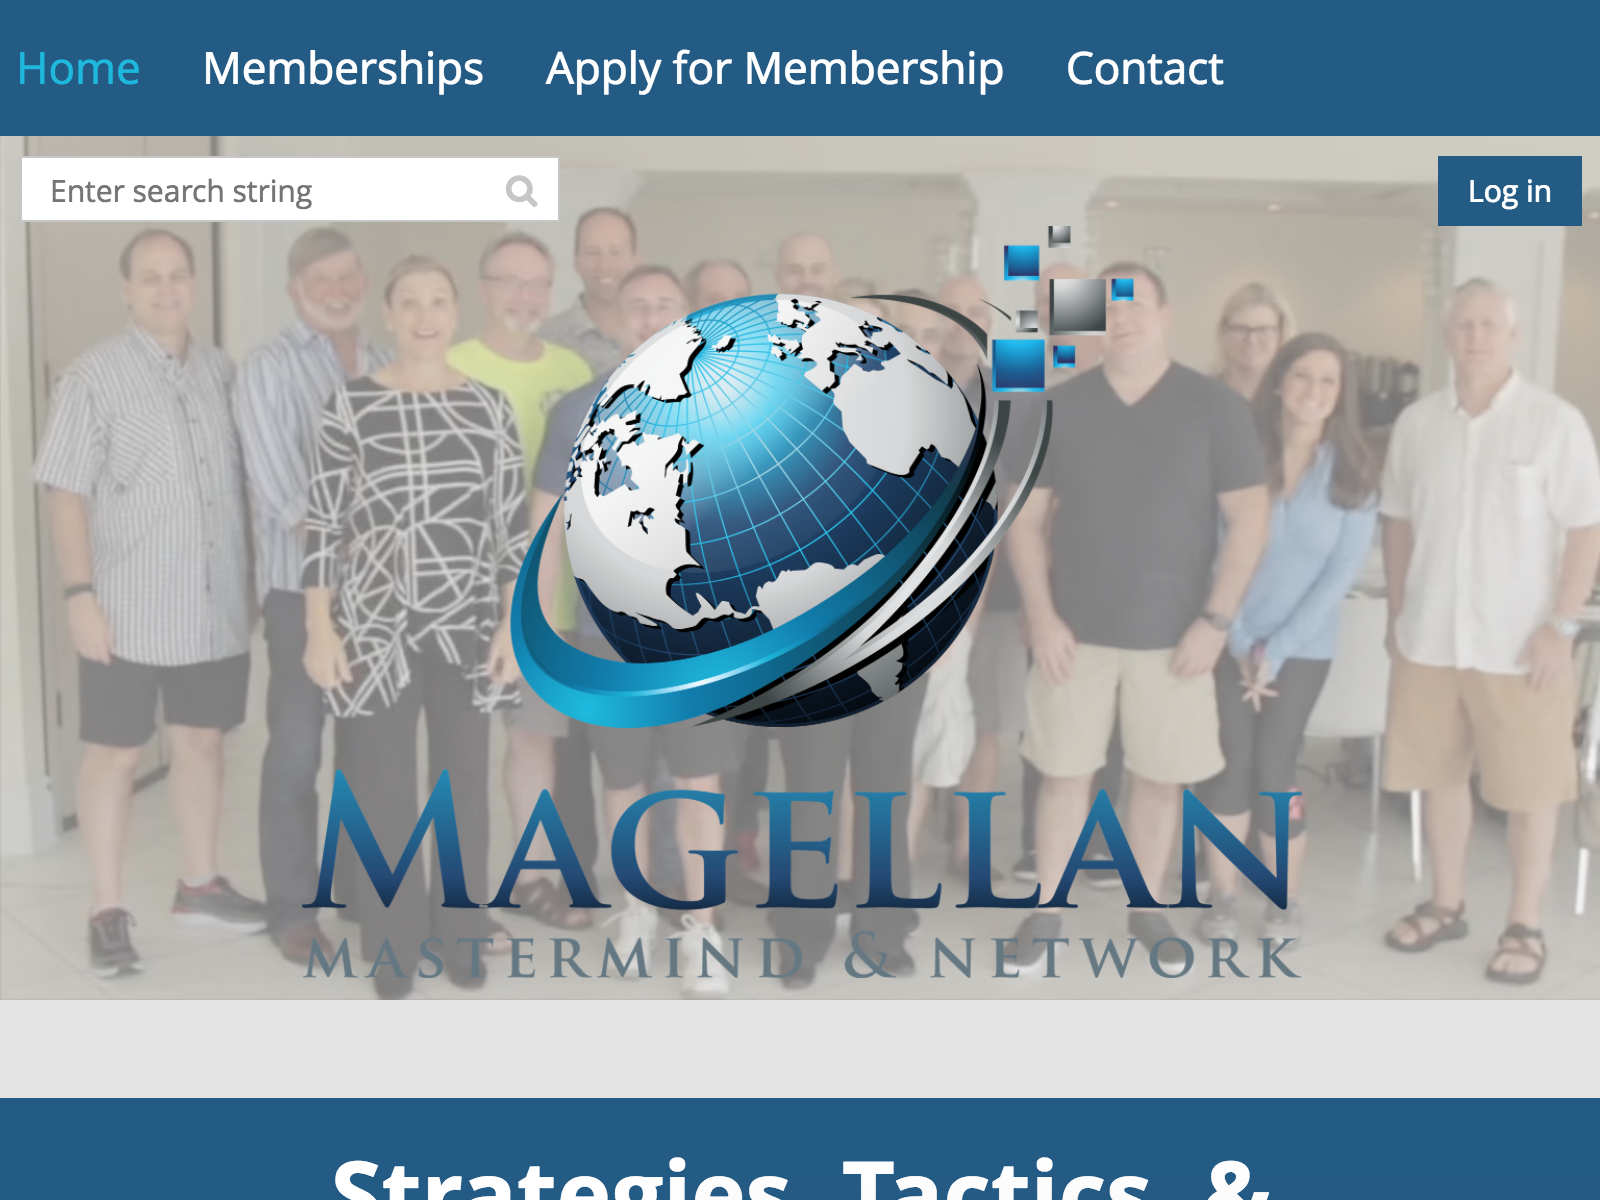 Home Memberships Apply for Membership Contact
Enter search string
Log in
MAGELLAN
MASTERMIND & NETWORK
Strategies, Tactics, &